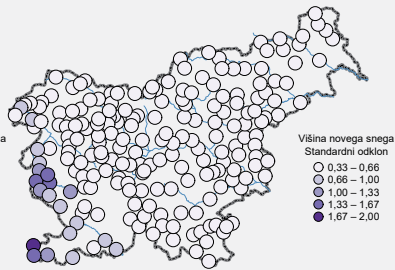 a
Višina novega snega
Standardni odklon
0,33 – 0,66
0,66 – 1,00
1,00 – 1,33
1,33 – 1,67
1,67 – 2,00